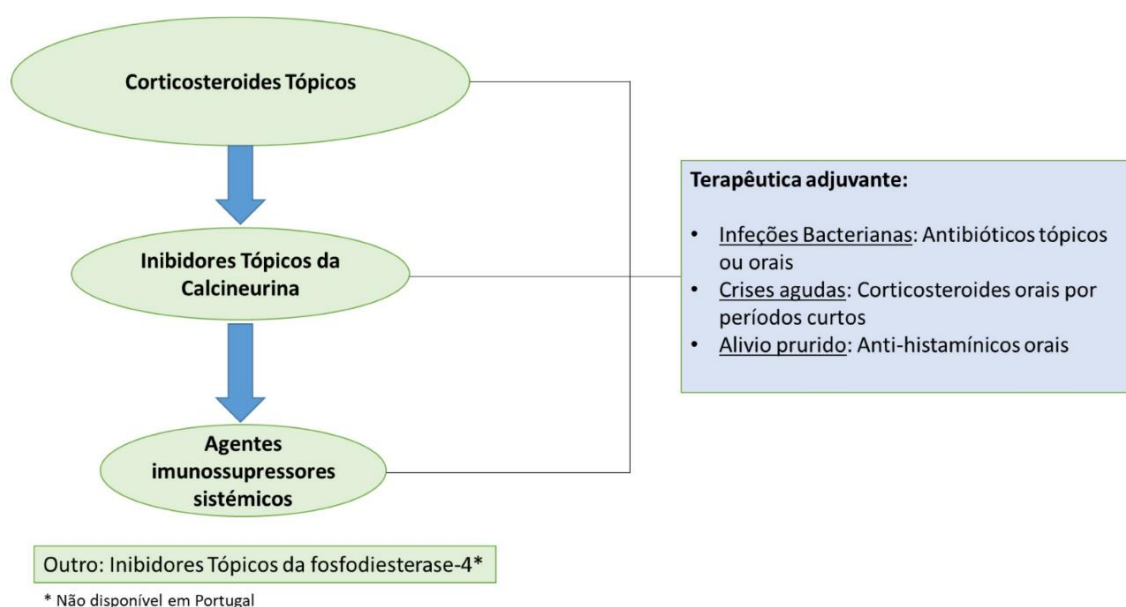 Corticosteroides Tópicos
Inibidores Tópicos da
Calcineurina
Agentes
imunossupressores
sistémicos
Terapêutica adjuvante:
• Infeções Bacterianas: Antibióticos tópicos
ou orais
• Crises agudas: Corticosteroides orais por
períodos curtos
• Alivio prurido: Anti-histamínicos orais
Outro: Inibidores Tópicos da fosfodiesterase-4*
* Não disponível em Portugal